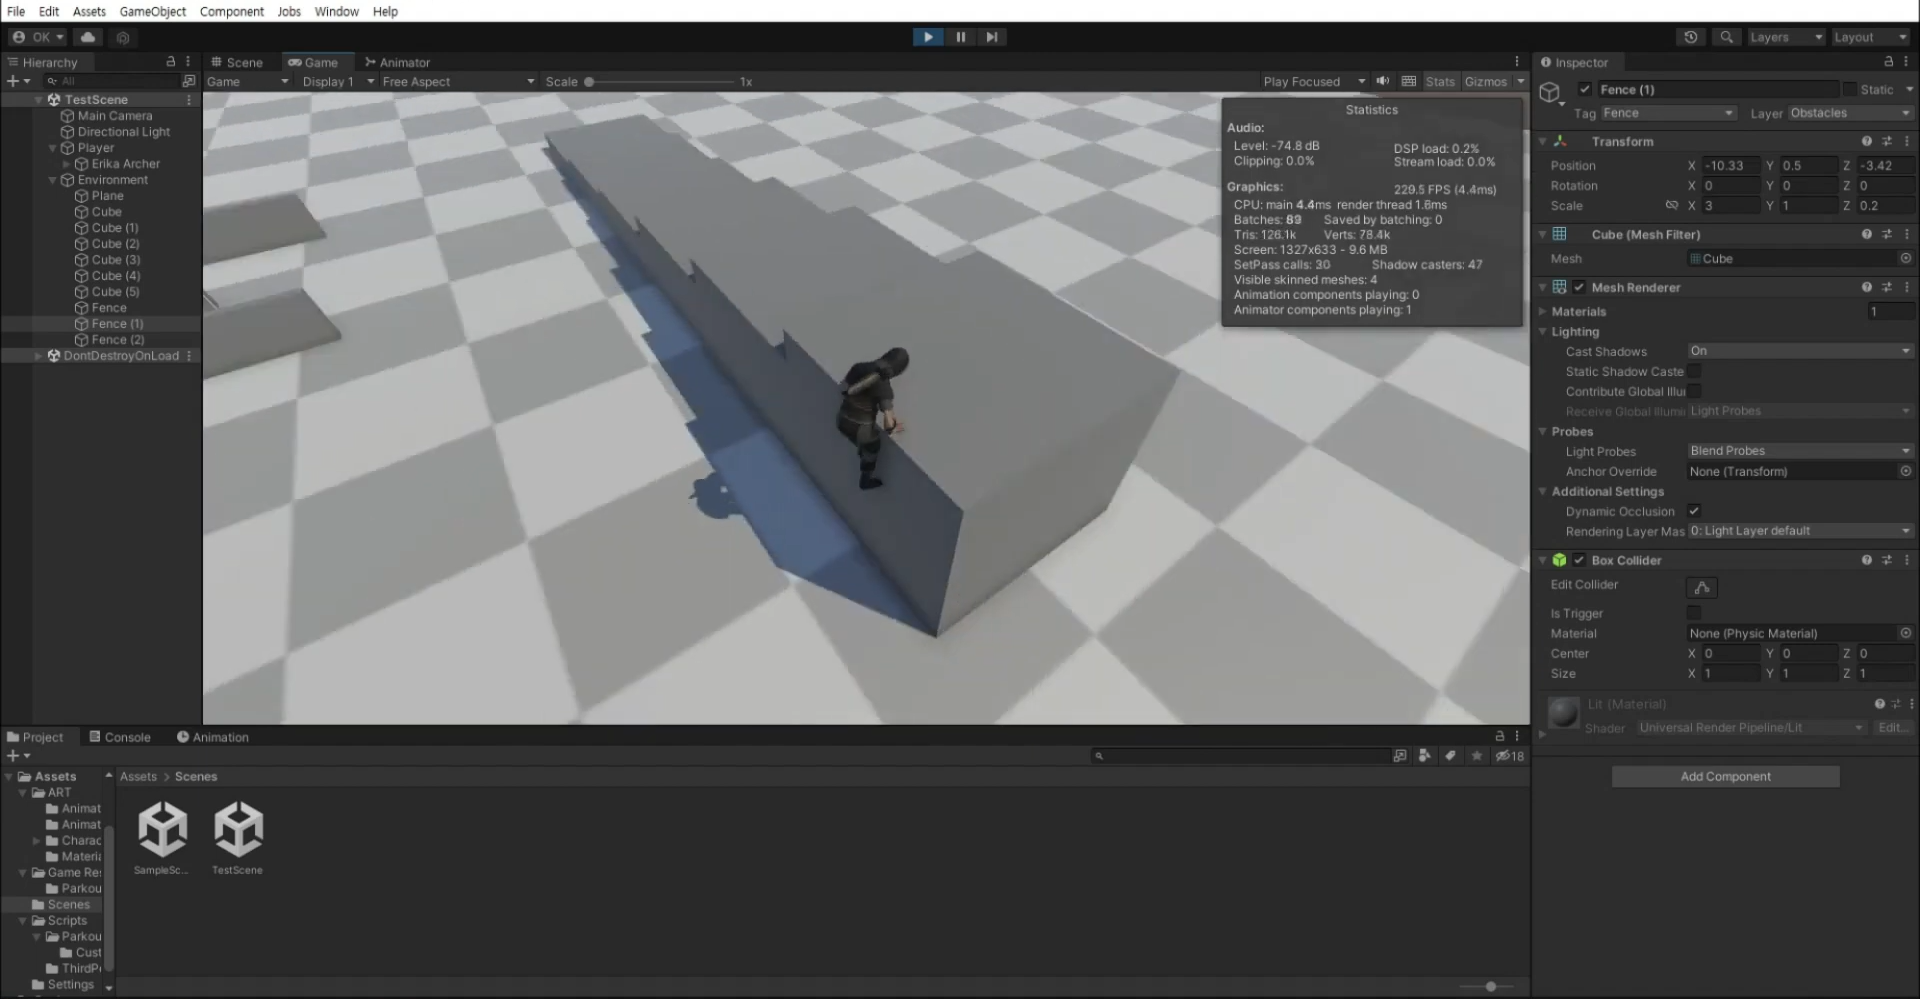 File Edit Assets GameObject Component Jobs Window Help
OK Layers Layout
Hierarchy
All
TestScene
Main Camera
Directional Light
Player
Erika Archer
Environment
Plane
Cube
Cube (1)
Cube (2)
Cube (3)
Cube (4)
Cube (5)
Fence
Fence (1)
Fence (2)
DontDestroyOnLoad
Scene Game Animator
Game Display 1 Free Aspect Scale 1x Play Focused Stats Gizmos
Statistics
Audio:
Level: -74.8 dB DSP load: 0.2%
Clipping: 0.0% Stream load: 0.0%
Graphics: 229.5 FPS (4.4ms)
CPU: main 4.4ms render thread 1.6ms
Batches: 89 Saved by batching: 0
Tris: 126.1k Verts: 78.4k
Screen: 1327x633 - 9.6 MB
SetPass calls: 30 Shadow casters: 47
Visible skinned meshes: 4
Animation components playing: 0
Animator components playing: 1
Inspector
Fence (1) Static
Tag Fence Layer Obstacles
Transform
Position X -10.33 Y 0.5 Z -3.42
Rotation X 0 Y 0 Z 0
Scale X 3 Y 1 Z 0.2
Cube (Mesh Filter)
Mesh Cube
Mesh Renderer
Materials 1
Lighting
Cast Shadows On
Static Shadow Caste
Contribute Global Illu
Receive Global Illumi Light Probes
Probes
Light Probes Blend Probes
Anchor Override None (Transform)
Additional Settings
Dynamic Occlusion
Rendering Layer Mas 0: Light Layer default
Box Collider
Edit Collider
Is Trigger
Material None (Physic Material)
Center X 0 Y 0 Z 0
Size X 1 Y 1 Z 1
Lit (Material)
Shader Universal Render Pipeline/Lit Edit...
Add Component
Project Console Animation
18
Assets
ART
Animat
Animat
Charac
Materia
Game Re
Parkou
Scenes
Scripts
Parkou
Cust
ThirdP
Settings
Assets > Scenes
SampleSc... TestScene